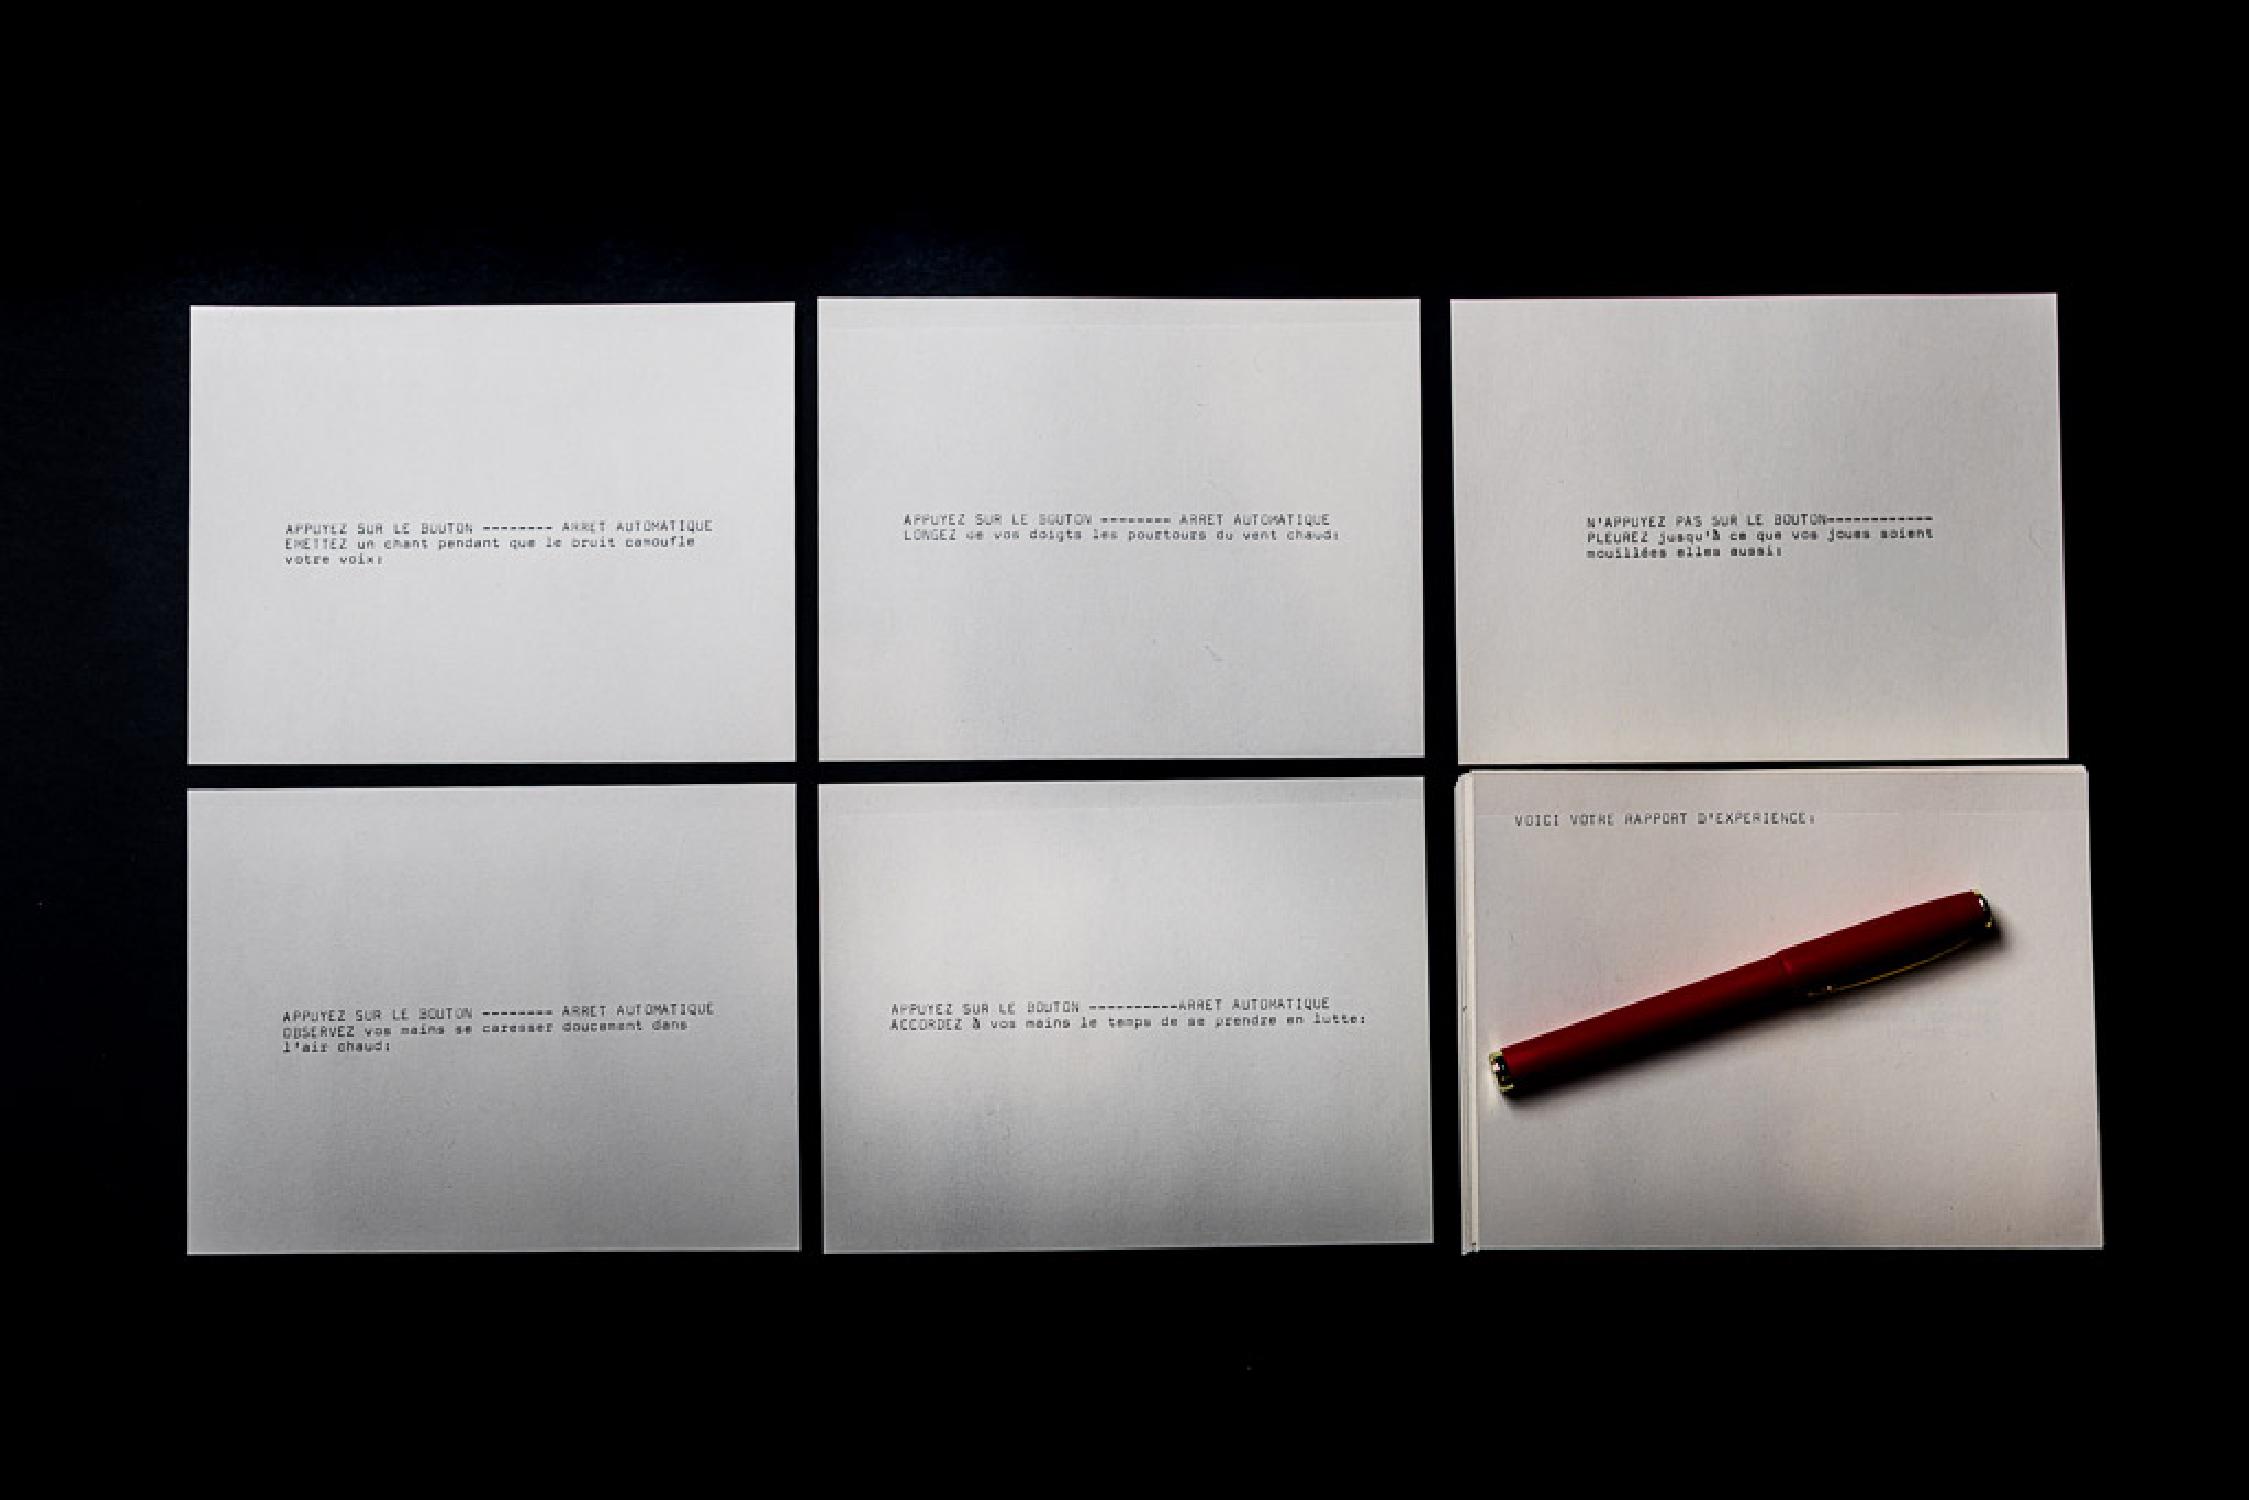 APPUYEZ SUR LE BOUTON -------- ARRET AUTOMATIQUE
EMETTEZ un chant pendant que le bruit camoufle
votre voix:
APPUYEZ SUR LE BOUTON -------- ARRET AUTOMATIQUE
LONGEZ de vos doigts les pourtours du vent chaud:
N'APPUYEZ PAS SUR LE BOUTON------------
PLEUREZ jusqu'à ce que vos joues soient
mouillées elles aussi:
APPUYEZ SUR LE BOUTON -------- ARRET AUTOMATIQUE
OBSERVEZ vos mains se caresser doucement dans
l'air chaud:
APPUYEZ SUR LE BOUTON ----------ARRET AUTOMATIQUE
ACCORDEZ à vos mains le temps de se prendre en lutte:
VOICI VOTRE RAPPORT D'EXPERIENCE: